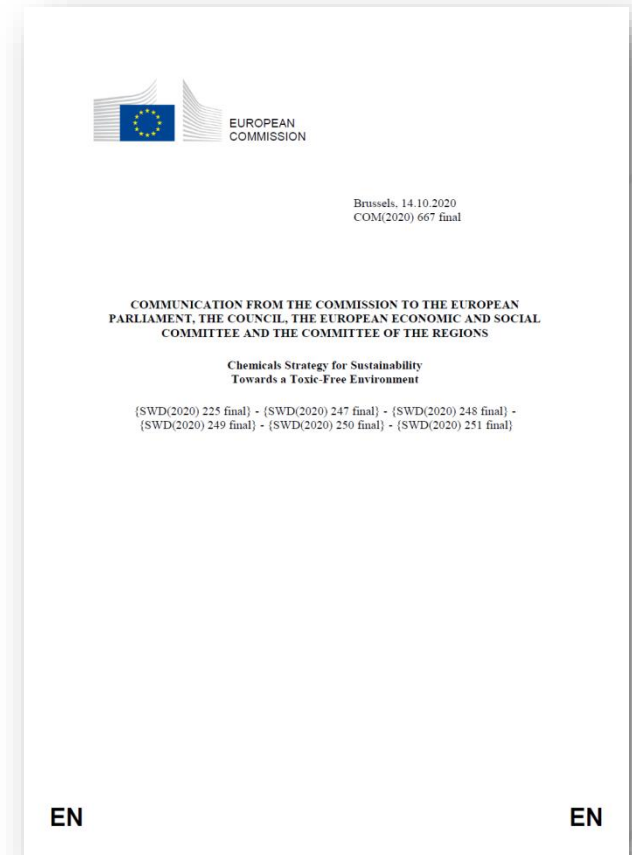 EUROPEAN
COMMISSION
Brussels, 14.10.2020
COM(2020) 667 final
COMMUNICATION FROM THE COMMISSION TO THE EUROPEAN
PARLIAMENT, THE COUNCIL, THE EUROPEAN ECONOMIC AND SOCIAL
COMMITTEE AND THE COMMITTEE OF THE REGIONS
Chemicals Strategy for Sustainability
Towards a Toxic-Free Environment
{SWD(2020) 225 final} - {SWD(2020) 247 final} - {SWD(2020) 248 final} -
{SWD(2020) 249 final} - {SWD(2020) 250 final} - {SWD(2020) 251 final}
EN EN